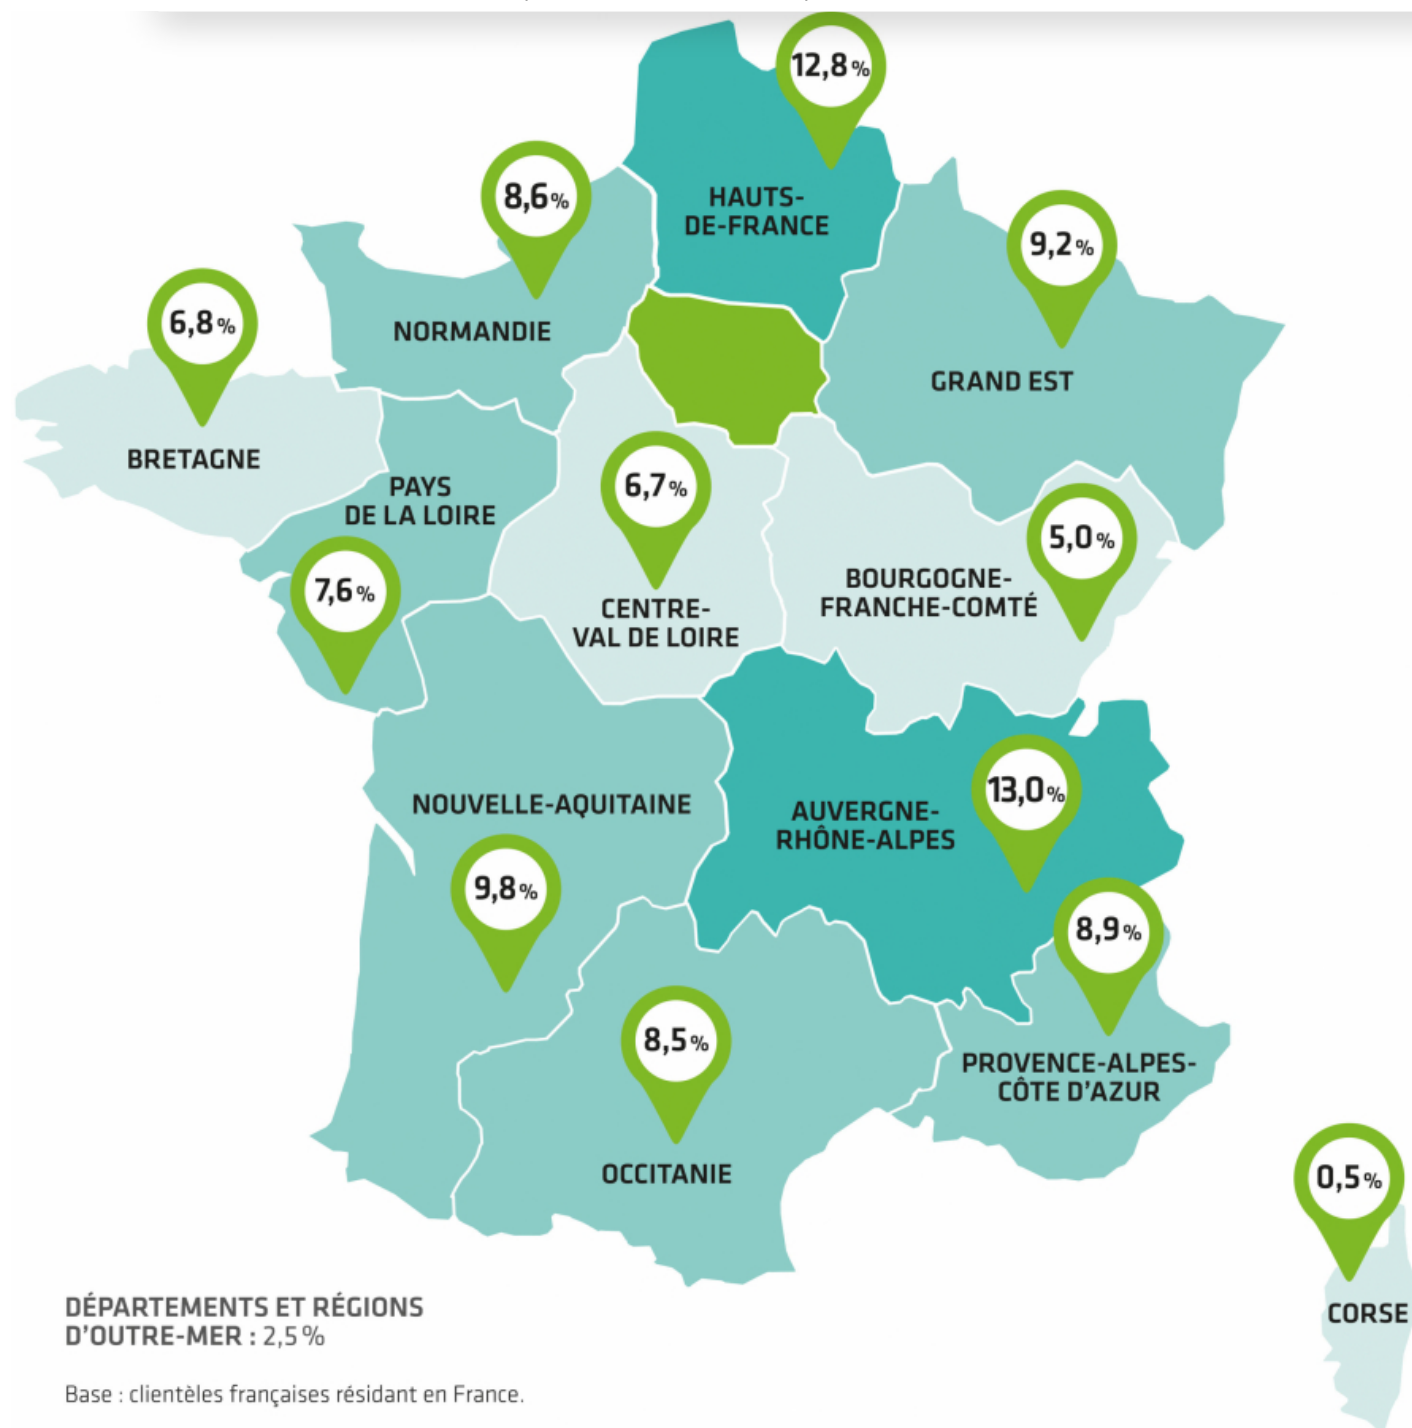 12,8 %
HAUTS-
DE-FRANCE
8,6 %
NORMANDIE
9,2 %
GRAND EST
6,8 %
BRETAGNE
PAYS
DE LA LOIRE
7,6 %
6,7 %
CENTRE-
VAL DE LOIRE
5,0 %
BOURGOGNE-
FRANCHE-COMTÉ
NOUVELLE-AQUITAINE
9,8 %
13,0 %
AUVERGNE-
RHÔNE-ALPES
8,9 %
PROVENCE-ALPES-
CÔTE D’AZUR
8,5 %
OCCITANIE
0,5 %
CORSE
DÉPARTEMENTS ET RÉGIONS
D’OUTRE-MER : 2,5 %
Base : clientèles françaises résidant en France.